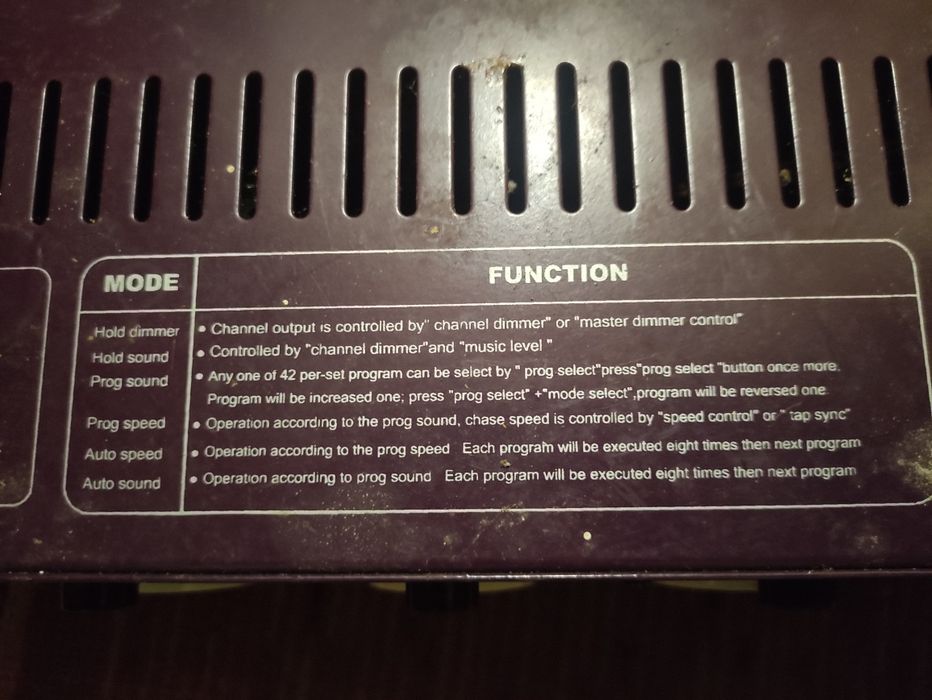 MODE FUNCTION
Hold dimmer • Channel output is controlled by" channel dimmer" or "master dimmer control"
Hold sound • Controlled by "channel dimmer"and "music level "
Prog sound • Any one of 42 per-set program can be select by " prog select"press"prog select "button once more.
Program will be increased one; press "prog select" +"mode select",program will be reversed one.
Prog speed • Operation according to the prog sound, chase speed is controlled by "speed control" or " tap sync"
Auto speed • Operation according to the prog speed Each program will be executed eight times then next program
Auto sound • Operation according to prog sound Each program will be executed eight times then next program